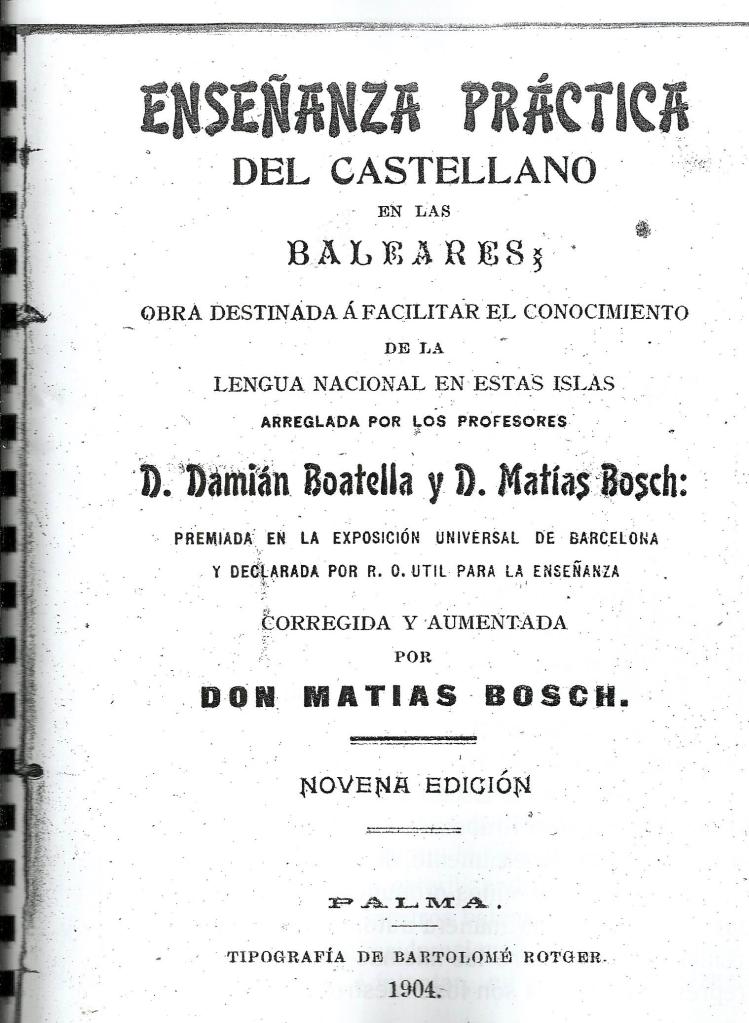 ENSEÑANZA PRÁCTICA
DEL CASTELLANO
EN LAS
BALEARES;
OBRA DESTINADA Á FACILITAR EL CONOCIMIENTO
DE LA
LENGUA NACIONAL EN ESTAS ISLAS
ARREGLADA POR LOS PROFESORES
D. Damián Boatella y D. Matías Bosch:
PREMIADA EN LA EXPOSICIÓN UNIVERSAL DE BARCELONA
Y DECLARADA POR R. O. UTIL PARA LA ENSEÑANZA
CORREGIDA Y AUMENTADA
POR
DON MATIAS BOSCH.
NOVENA EDICIÓN
PALMA.
TIPOGRAFÍA DE BARTOLOMÉ ROTGER.
1904.